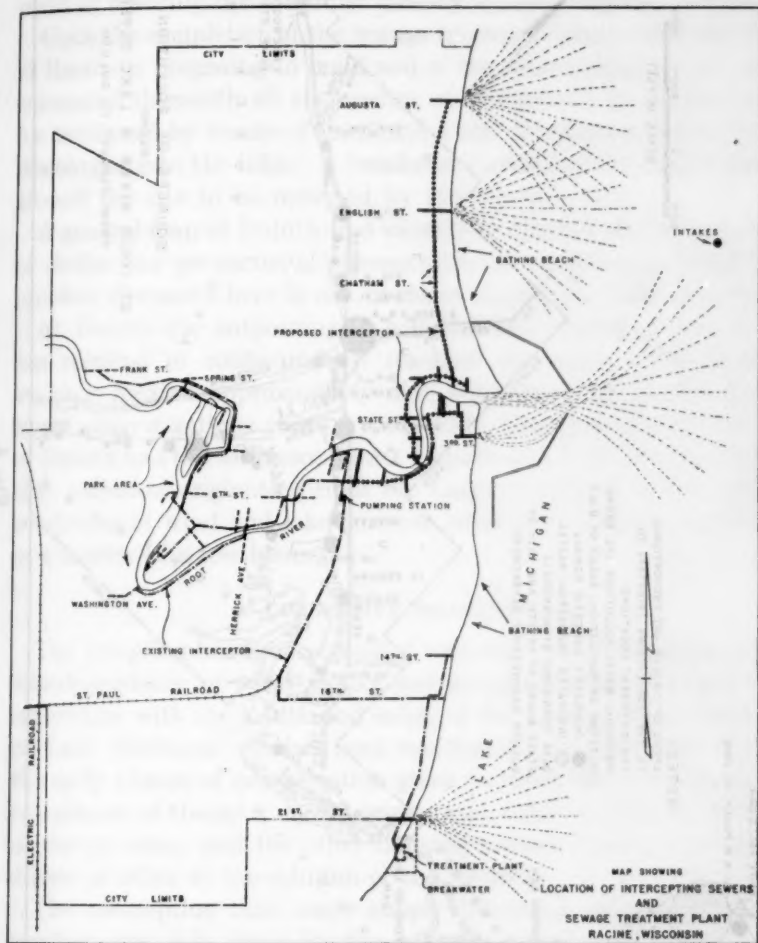 CITY LIMITS
AUGUSTA ST.
ENGLISH ST.
INTAKES
BATHING BEACH
CHATHAM ST.
PROPOSED INTERCEPTOR
FRANK ST.
SPRING ST.
STATE ST.
3RD ST.
PARK AREA
6TH ST.
PUMPING STATION
ROOT RIVER
HERRICK AVE.
WASHINGTON AVE.
LAKE MICHIGAN
BATHING BEACH
EXISTING INTERCEPTOR
14TH ST.
ST. PAUL RAILROAD
16TH ST.
ELECTRIC RAILROAD
21 ST. ST.
TREATMENT-PLANT
BREAKWATER
CITY LIMITS
MAP SHOWING
LOCATION OF INTERCEPTING SEWERS
AND
SEWAGE TREATMENT PLANT
RACINE, WISCONSIN